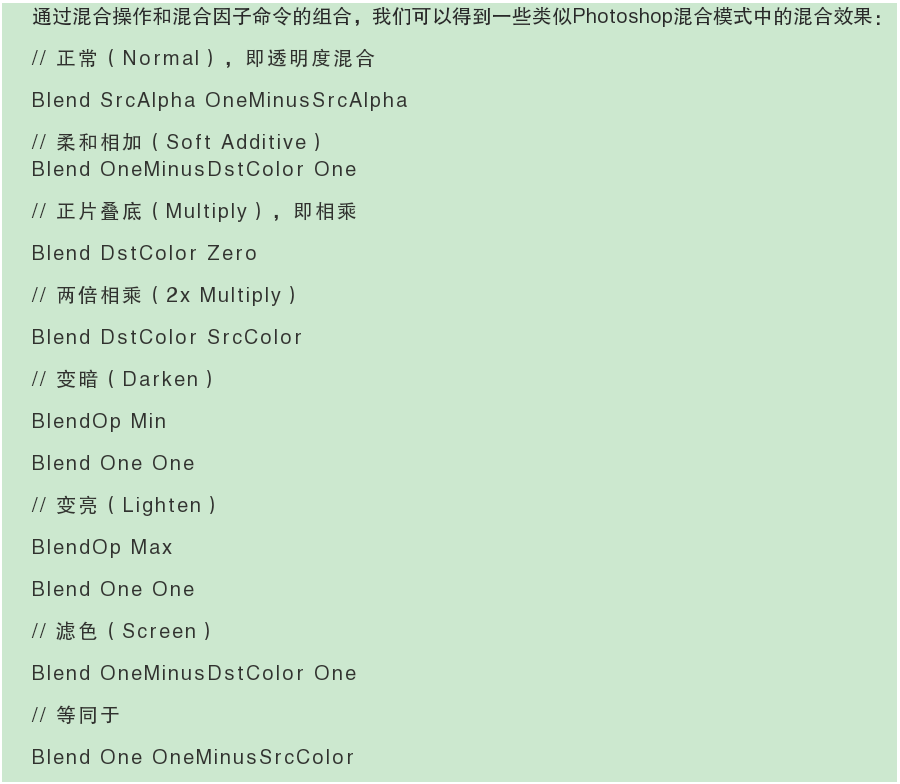 通过混合操作和混合因子命令的组合，我们可以得到一些类似Photoshop混合模式中的混合效果：
// 正常（Normal），即透明度混合
Blend SrcAlpha OneMinusSrcAlpha
// 柔和相加（Soft Additive）
Blend OneMinusDstColor One
// 正片叠底（Multiply），即相乘
Blend DstColor Zero
// 两倍相乘（2x Multiply）
Blend DstColor SrcColor
// 变暗（Darken）
BlendOp Min
Blend One One
// 变亮（Lighten）
BlendOp Max
Blend One One
// 滤色（Screen）
Blend OneMinusDstColor One
// 等同于
Blend One OneMinusSrcColor